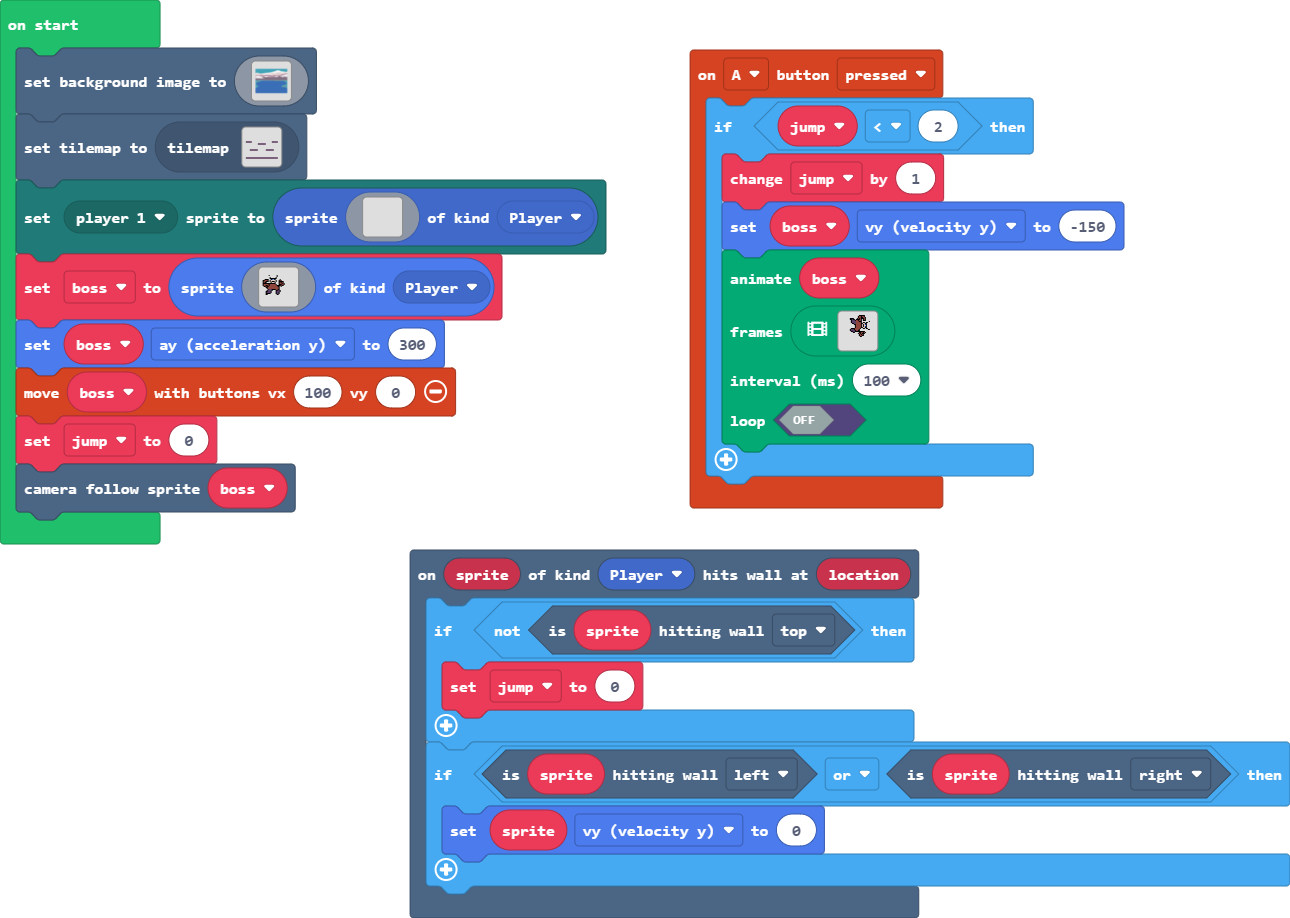 on start
set background image to
set tilemap to tilemap
set player 1 sprite to sprite of kind Player
set boss to sprite of kind Player
set boss ay (acceleration y) to 300
move boss with buttons vx 100 vy 0
set jump to 0
camera follow sprite boss
on A button pressed
if jump < 2 then
change jump by 1
set boss vy (velocity y) to -150
animate boss
frames
interval (ms) 100
loop OFF
on sprite of kind Player hits wall at location
if not is sprite hitting wall top then
set jump to 0
if is sprite hitting wall left or is sprite hitting wall right then
set sprite vy (velocity y) to 0